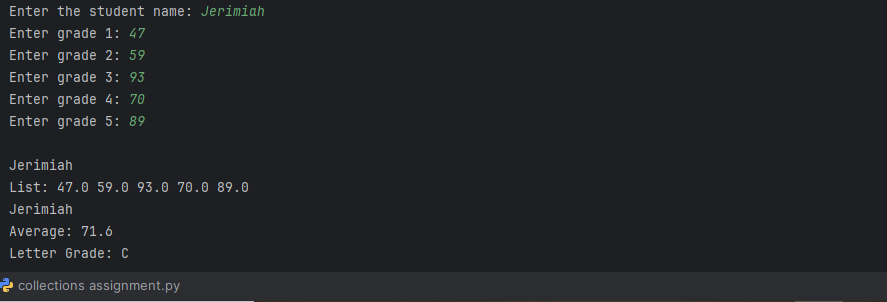 Enter the student name: Jerimiah
Enter grade 1: 47
Enter grade 2: 59
Enter grade 3: 93
Enter grade 4: 70
Enter grade 5: 89
Jerimiah
List: 47.0 59.0 93.0 70.0 89.0
Jerimiah
Average: 71.6
Letter Grade: C
collections assignment.py